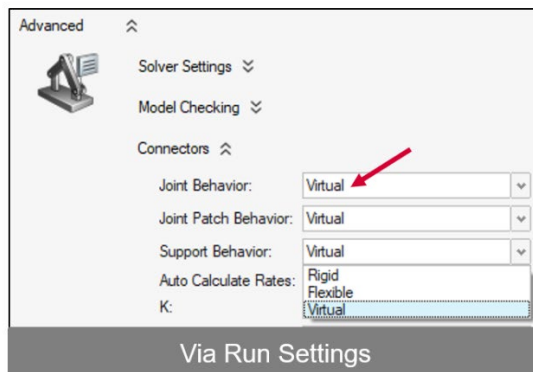 Advanced
Solver Settings
Model Checking
Connectors
Joint Behavior: Virtual
Joint Patch Behavior: Virtual
Support Behavior: Virtual
Auto Calculate Rates: Rigid
Flexible
K: Virtual
Via Run Settings